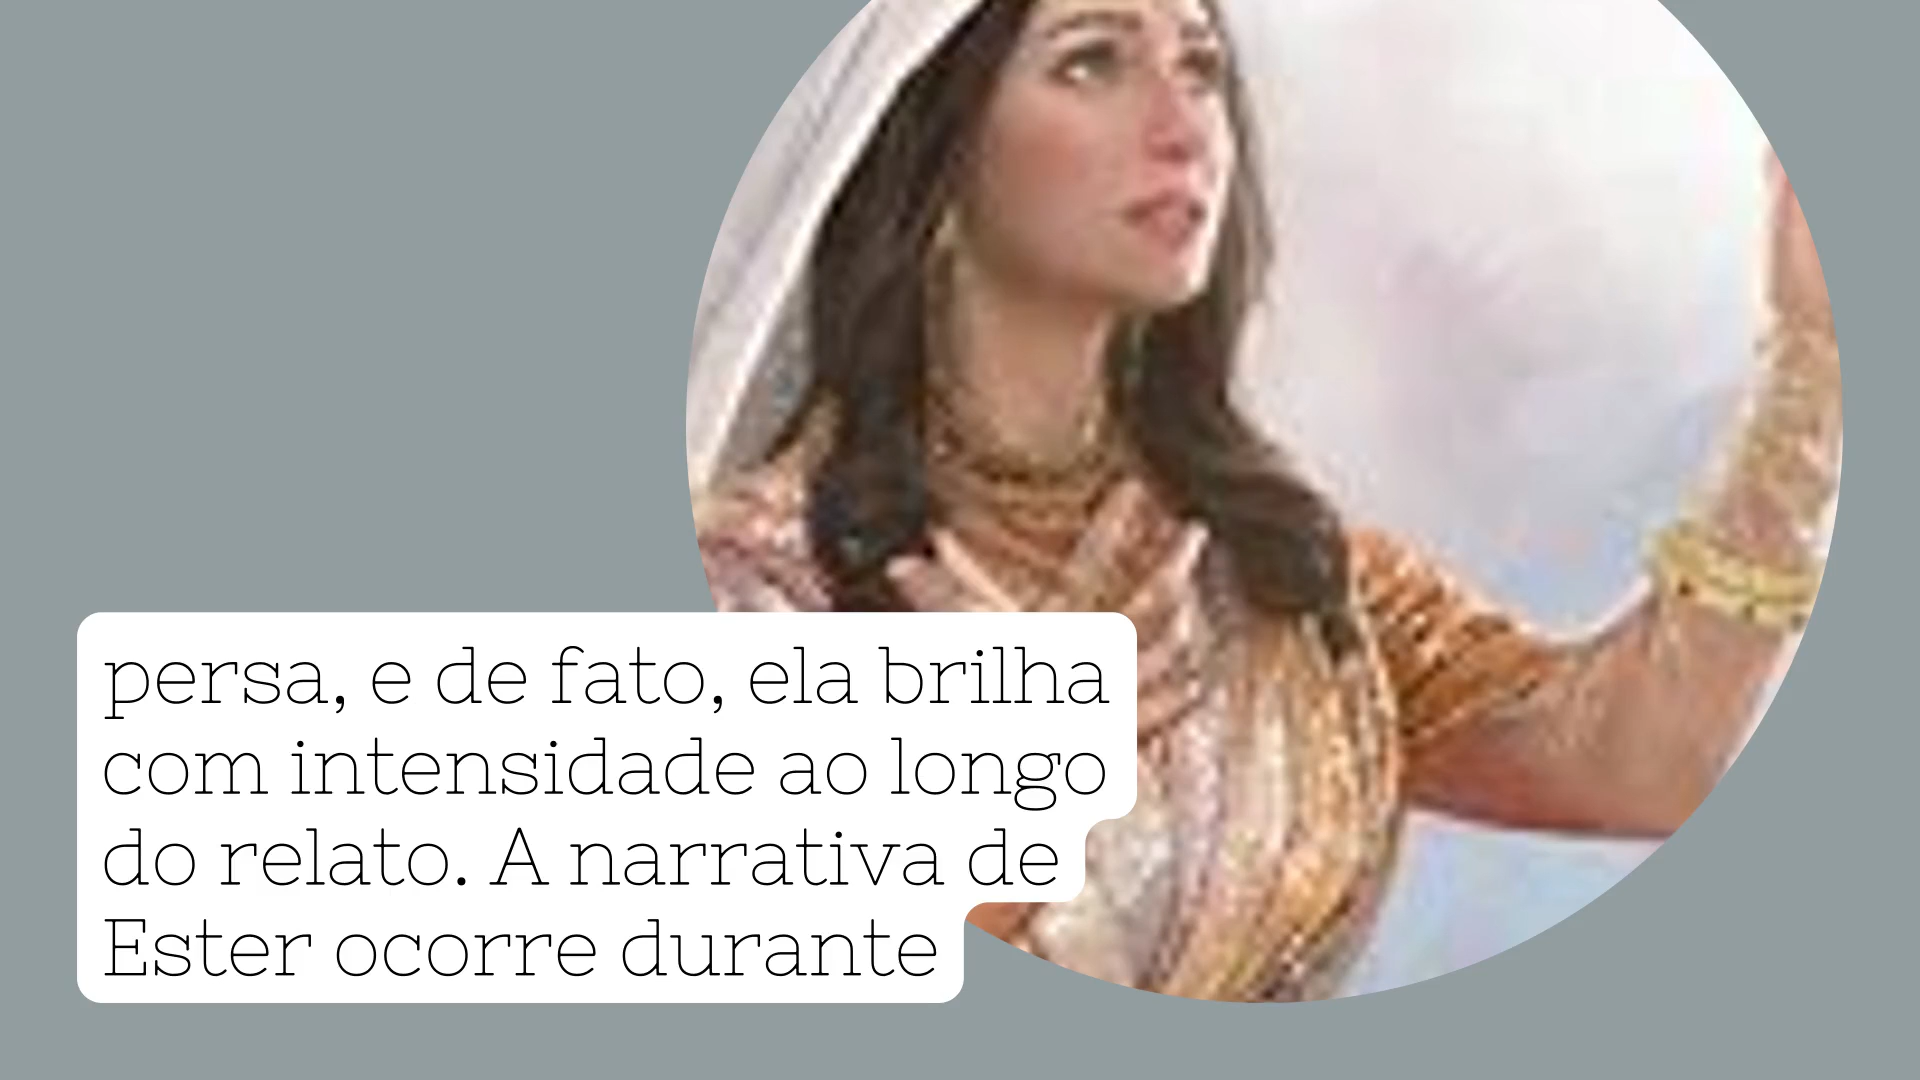 persa, e de fato, ela brilha
com intensidade ao longo
do relato. A narrativa de
Ester ocorre durante